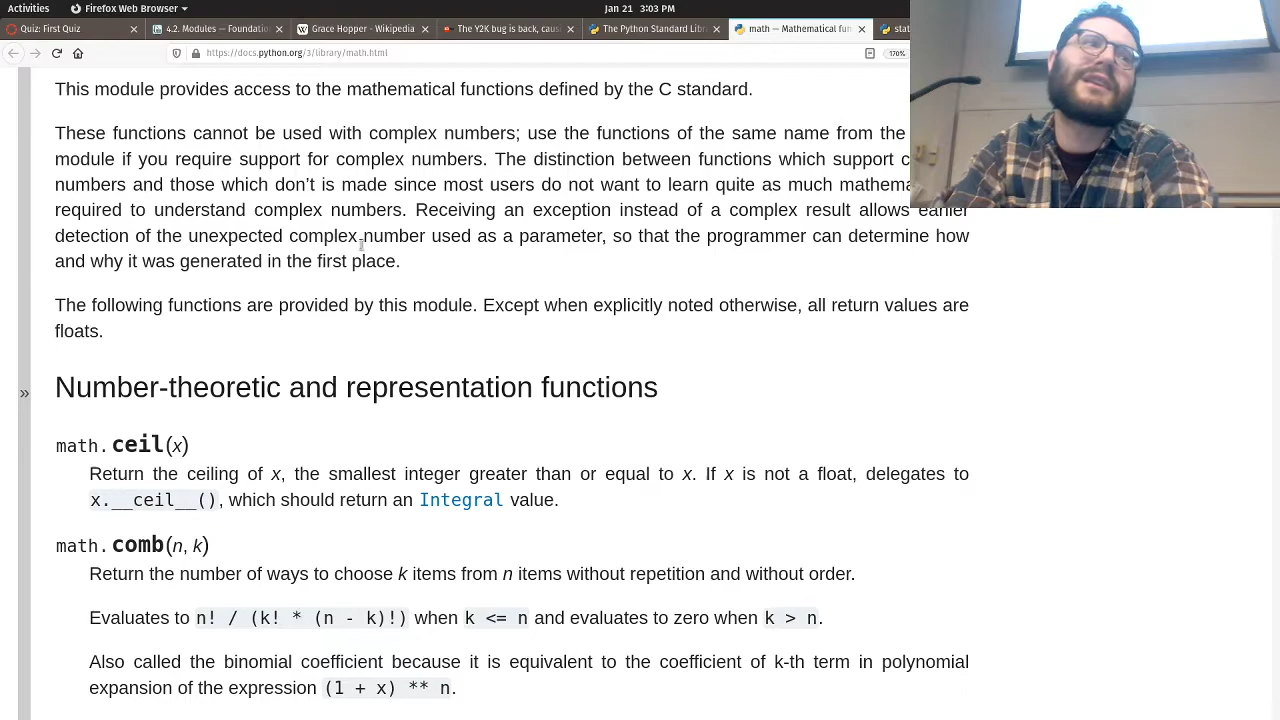 Activities
Firefox Web Browser
Jan 21 3:03 PM
Quiz: First Quiz
4.2. Modules — Foundation
Grace Hopper - Wikipedia
The Y2K bug is back, caus
The Python Standard Libr
math — Mathematical fun
stat
https://docs.python.org/3/library/math.html
170%
This module provides access to the mathematical functions defined by the C standard.
These functions cannot be used with complex numbers; use the functions of the same name from the
module if you require support for complex numbers. The distinction between functions which support c
numbers and those which don't is made since most users do not want to learn quite as much mathema
required to understand complex numbers. Receiving an exception instead of a complex result allows earlier
detection of the unexpected complex number used as a parameter, so that the programmer can determine how
and why it was generated in the first place.
The following functions are provided by this module. Except when explicitly noted otherwise, all return values are
floats.
»
Number-theoretic and representation functions
math.ceil(x)
Return the ceiling of x, the smallest integer greater than or equal to x. If x is not a float, delegates to
x.__ceil__(), which should return an Integral value.
math.comb(n, k)
Return the number of ways to choose k items from n items without repetition and without order.
Evaluates to n! / (k! * (n - k)!) when k <= n and evaluates to zero when k > n.
Also called the binomial coefficient because it is equivalent to the coefficient of k-th term in polynomial
expansion of the expression (1 + x) ** n.